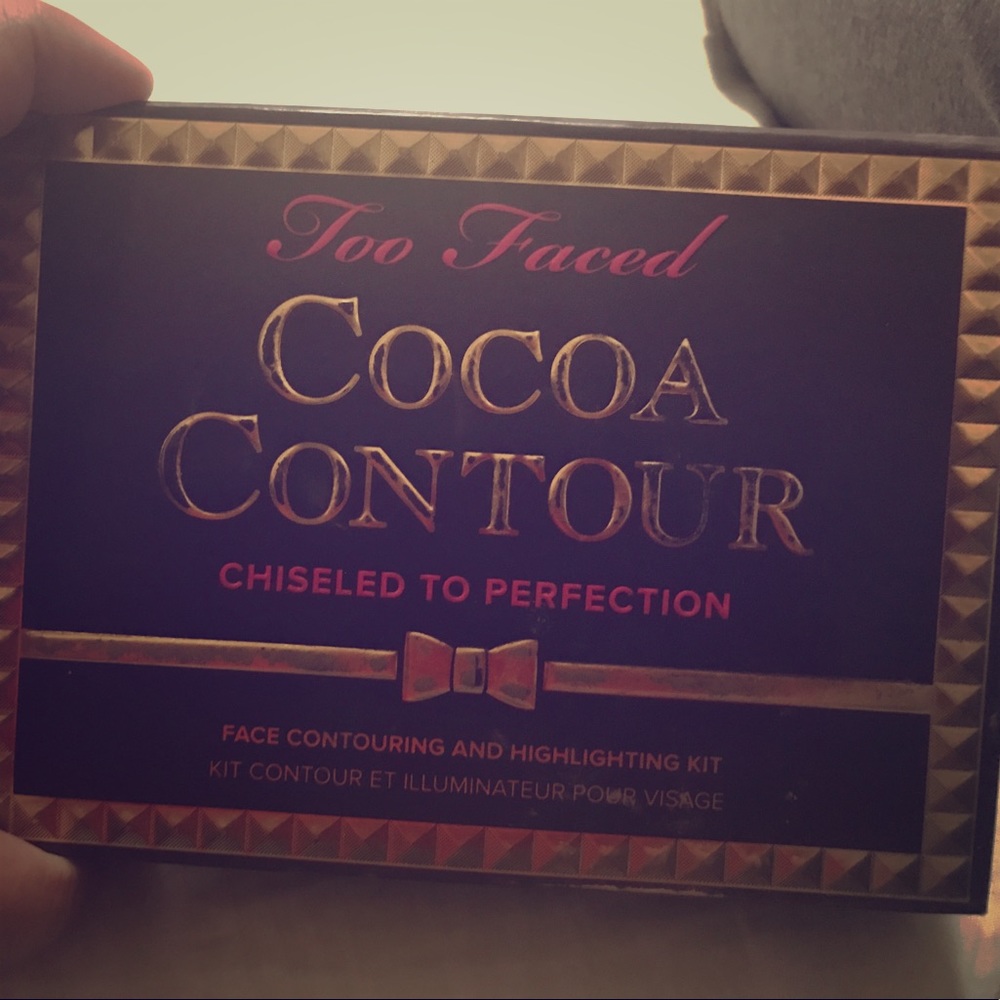 Too Faced
COCOA
CONTOUR
CHISELED TO PERFECTION
FACE CONTOURING AND HIGHLIGHTING KIT
KIT CONTOUR ET ILLUMINATEUR POUR VISAGE